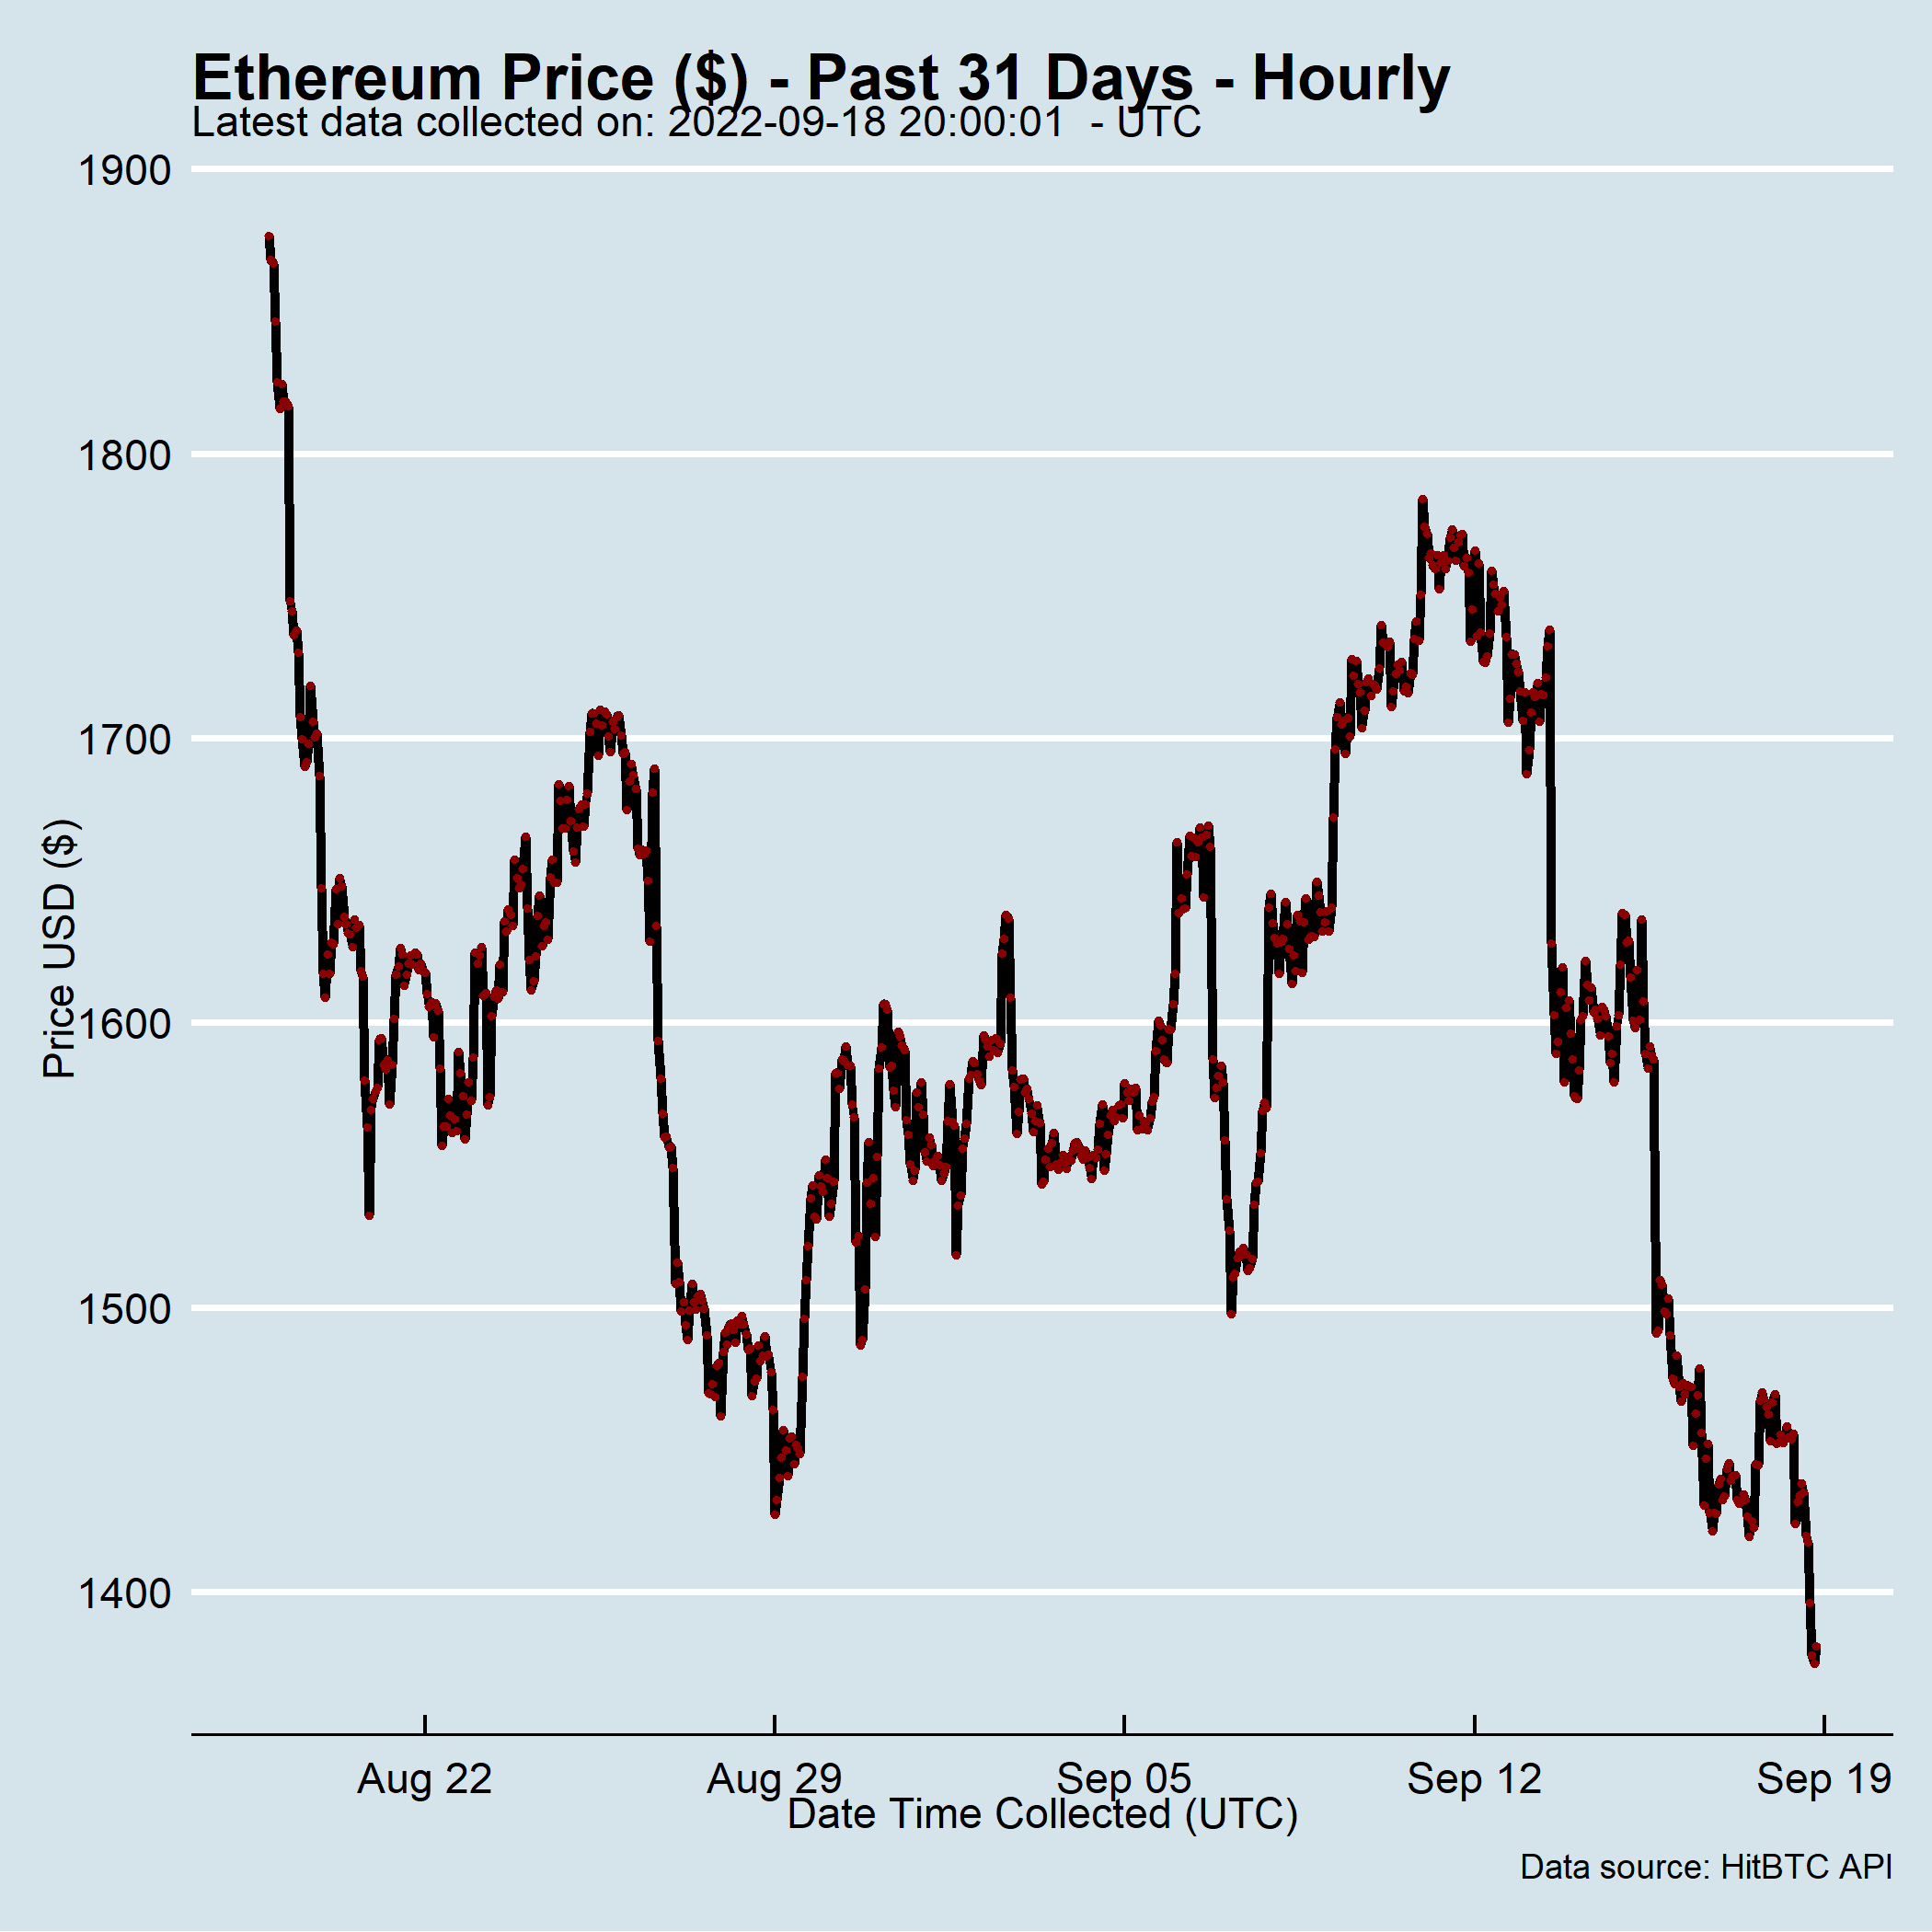 Ethereum Price ($) - Past 31 Days - Hourly
Latest data collected on: 2022-09-18 20:00:01  - UTC
1900
1800
1700
1600
1500
1400
Price USD ($)
Aug 22
Aug 29
Sep 05
Sep 12
Sep 19
Date Time Collected (UTC)
Data source: HitBTC API